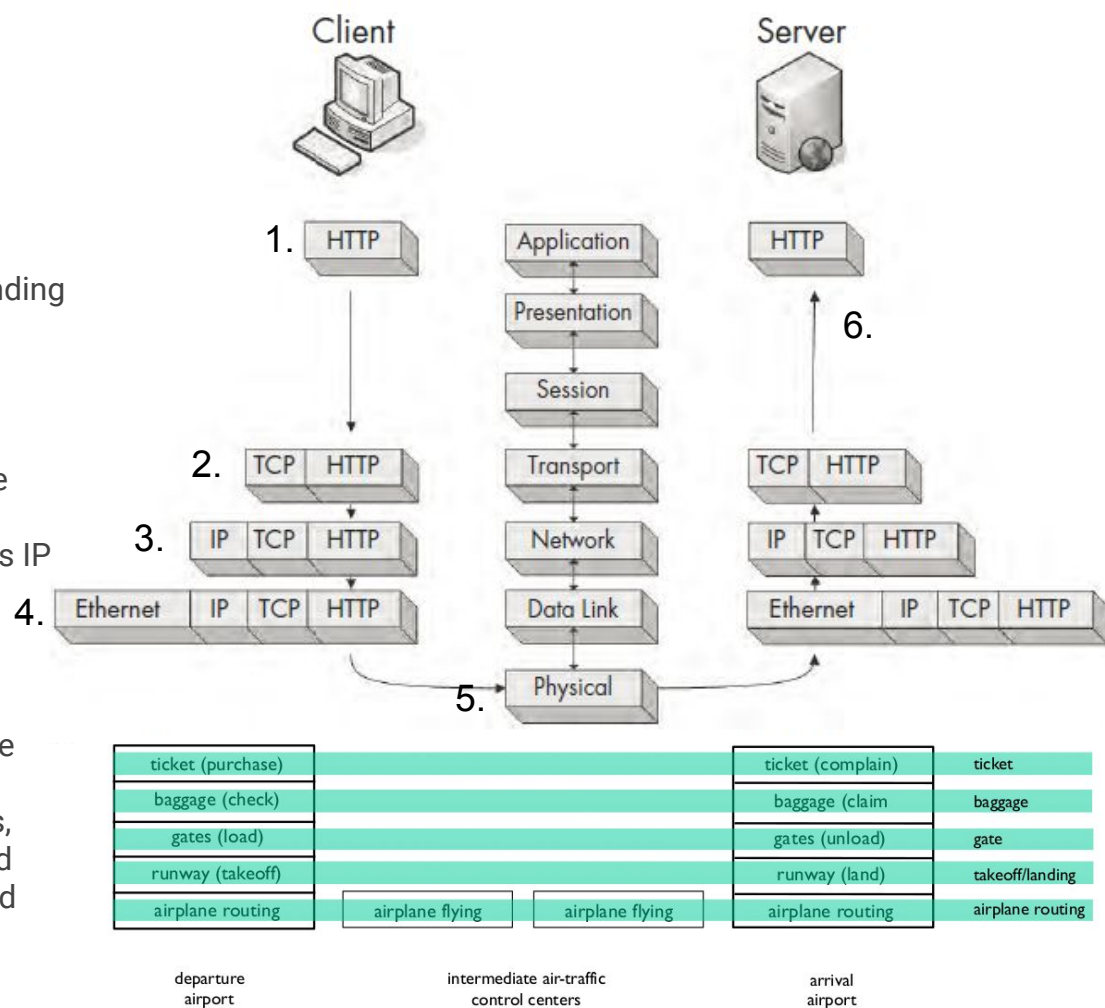 Client
Server
1. HTTP
Application
HTTP
nding
Presentation
6.
Session
2. TCP HTTP
Transport
TCP HTTP
e
3. IP TCP HTTP
Network
IP TCP HTTP
s IP
4. Ethernet IP TCP HTTP
Data Link
Ethernet IP TCP HTTP
5. Physical
e
s,
d
d
ticket (purchase)
ticket (complain)
ticket
baggage (check)
baggage (claim
baggage
gates (load)
gates (unload)
gate
runway (takeoff)
runway (land)
takeoff/landing
airplane routing
airplane flying
airplane flying
airplane routing
airplane routing
departure
airport
intermediate air-traffic
control centers
arrival
airport